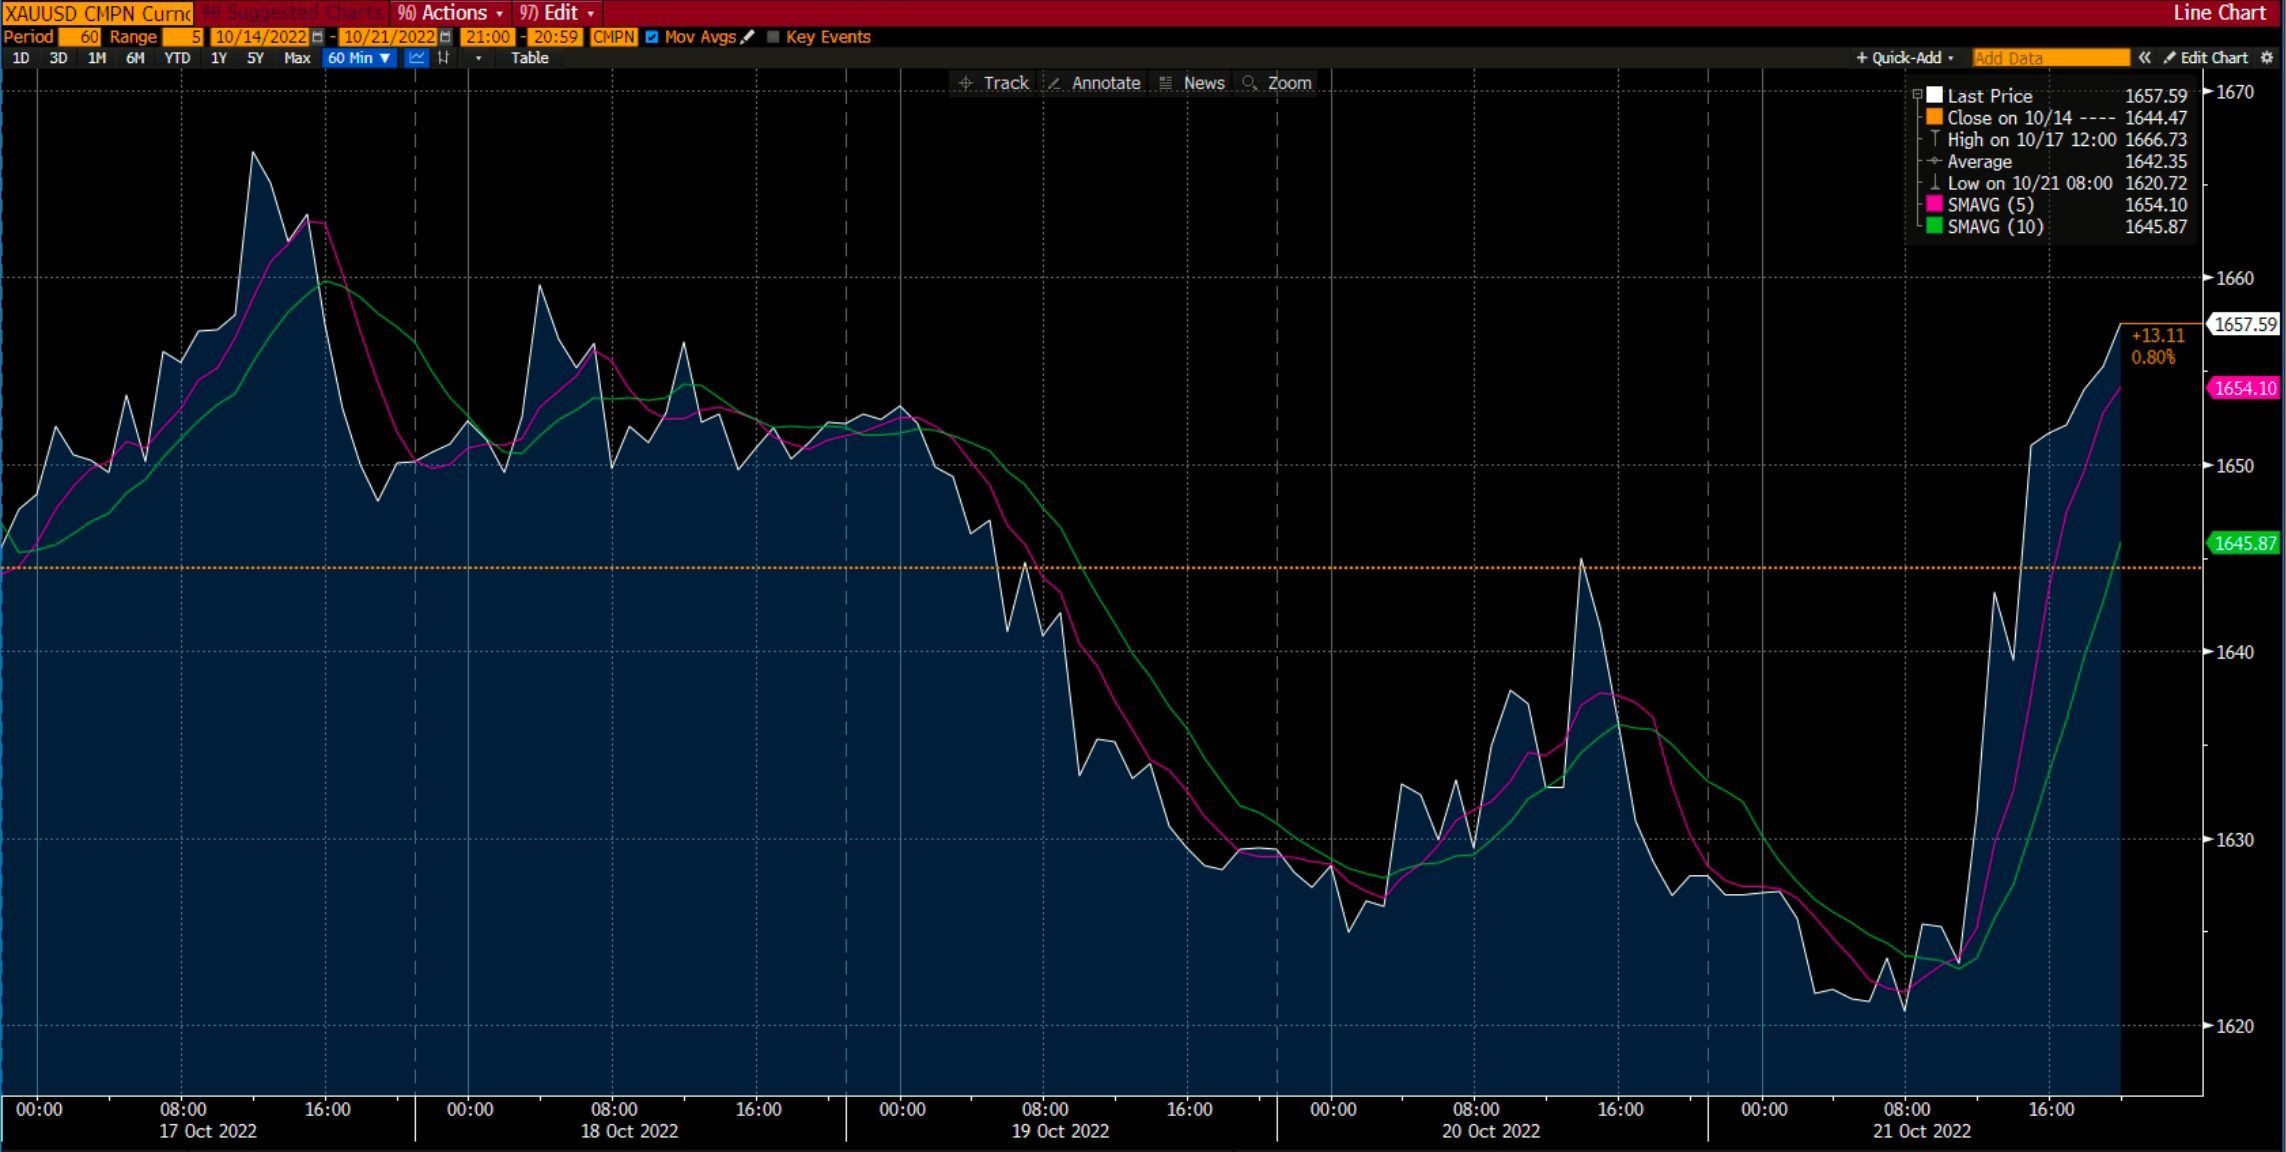 XAUUSD CMPN Curnc 98) Suggested Charts 96) Actions 97) Edit Line Chart
Period 60 Range 5 10/14/2022 - 10/21/2022 21:00 - 20:59 CMPN Mov Avgs Key Events
1D 3D 1M 6M YTD 1Y 5Y Max 60 Min ▼ Table + Quick-Add Add Data « Edit Chart
Track Annotate News Zoom
Last Price 1657.59
Close on 10/14 ---- 1644.47
High on 10/17 12:00 1666.73
Average 1642.35
Low on 10/21 08:00 1620.72
SMAVG (5) 1654.10
SMAVG (10) 1645.87
1670
1660
1657.59
+13.11
0.80%
1654.10
1650
1645.87
1640
1630
1620
00:00 08:00 16:00 00:00 08:00 16:00 00:00 08:00 16:00 00:00 08:00 16:00 00:00 08:00 16:00
17 Oct 2022 18 Oct 2022 19 Oct 2022 20 Oct 2022 21 Oct 2022